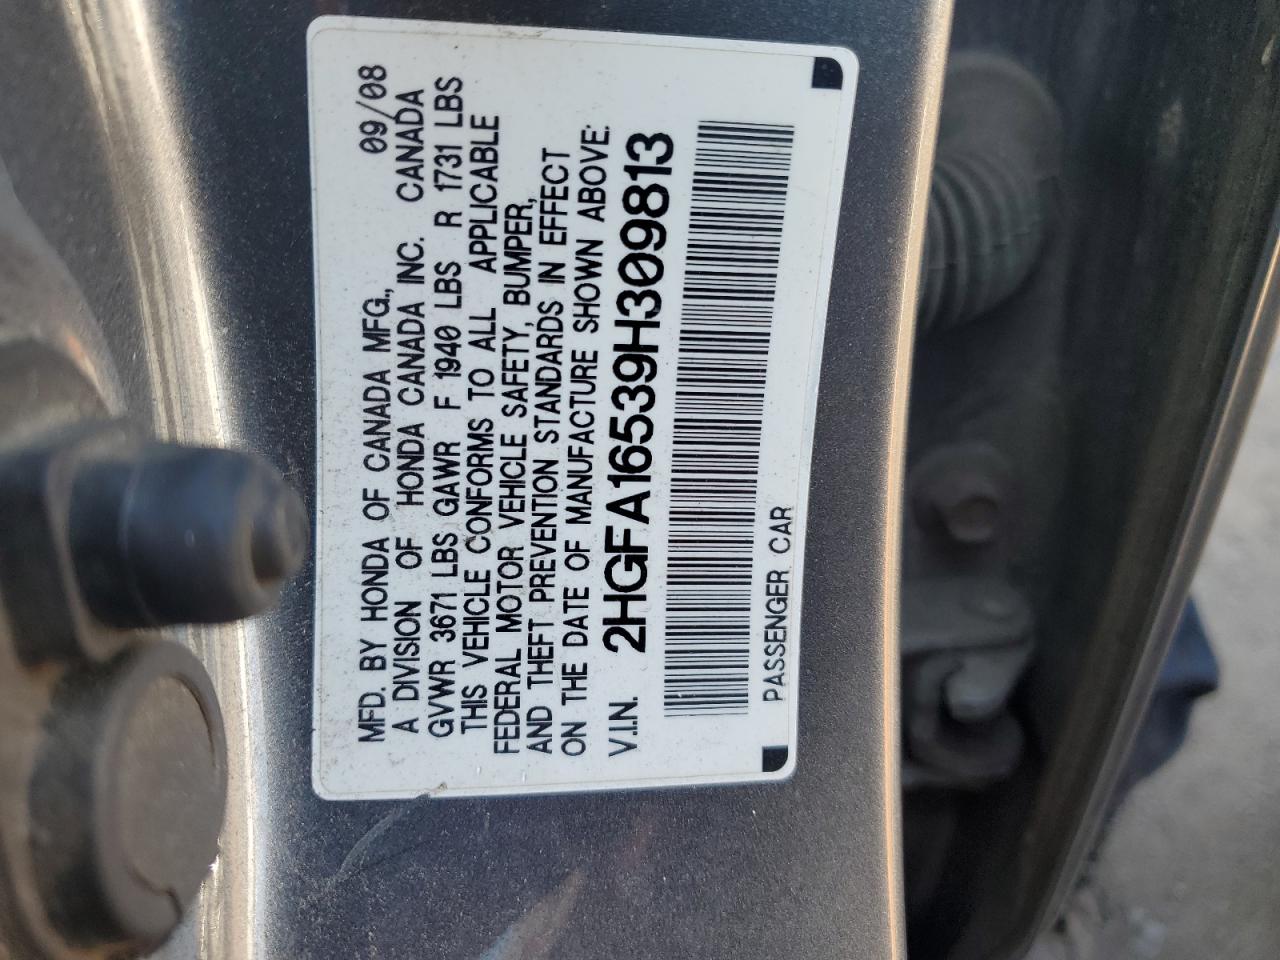 MFD. BY HONDA OF CANADA MFG., 09/08
A DIVISION OF HONDA CANADA INC. CANADA
GVWR 3671 LBS GAWR F 1940 LBS R 1731 LBS
THIS VEHICLE CONFORMS TO ALL APPLICABLE
FEDERAL MOTOR VEHICLE SAFETY, BUMPER,
AND THEFT PREVENTION STANDARDS IN EFFECT
ON THE DATE OF MANUFACTURE SHOWN ABOVE:
V.I.N. 2HGFA16539H309813
PASSENGER CAR